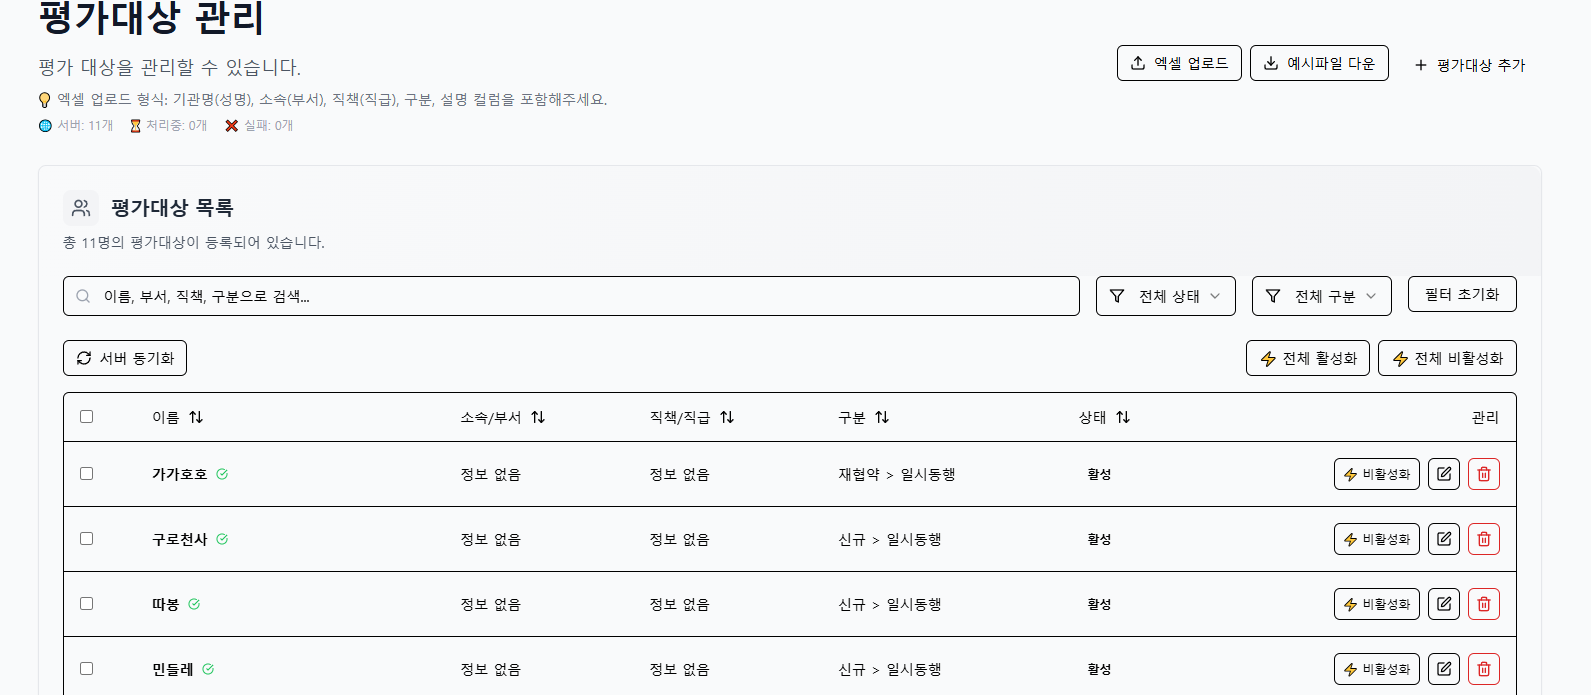 평가대상 관리
평가 대상을 관리할 수 있습니다.
엑셀 업로드 형식: 기관명(성명), 소속(부서), 직책(직급), 구분, 설명 컬럼을 포함해주세요.
서버: 11개 처리중: 0개 실패: 0개
엑셀 업로드 예시파일 다운 + 평가대상 추가
평가대상 목록
총 11명의 평가대상이 등록되어 있습니다.
이름, 부서, 직책, 구분으로 검색... 전체 상태 전체 구분 필터 초기화
서버 동기화 전체 활성화 전체 비활성화
이름 소속/부서 직책/직급 구분 상태 관리
가가호호 정보 없음 정보 없음 재협약 > 일시동행 활성 비활성화
구로천사 정보 없음 정보 없음 신규 > 일시동행 활성 비활성화
따봉 정보 없음 정보 없음 신규 > 일시동행 활성 비활성화
민들레 정보 없음 정보 없음 신규 > 일시동행 활성 비활성화